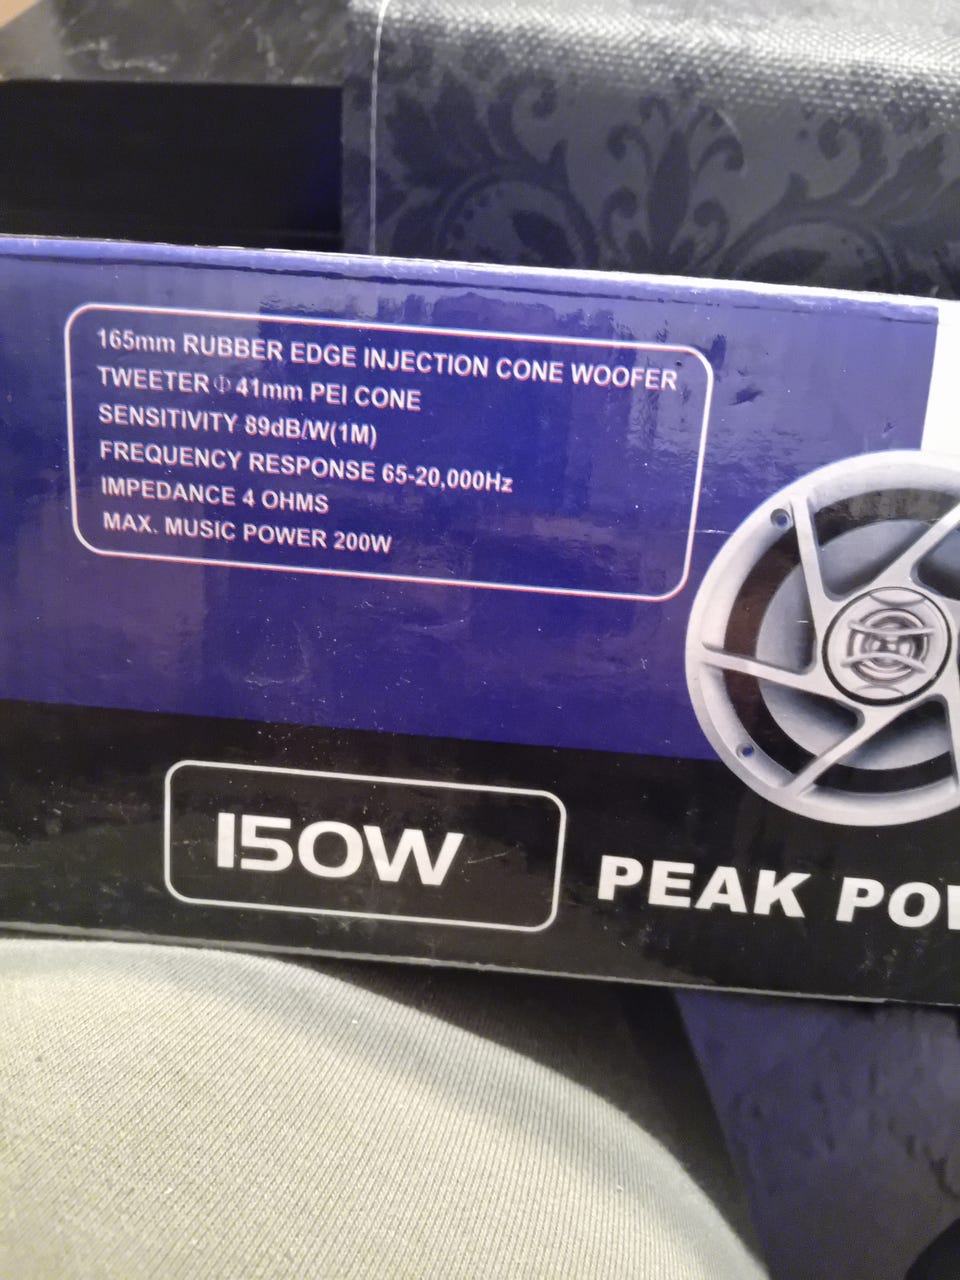 165mm RUBBER EDGE INJECTION CONE WOOFER
TWEETER Φ 41mm PEI CONE
SENSITIVITY 89dB/W(1M)
FREQUENCY RESPONSE 65-20,000Hz
IMPEDANCE 4 OHMS
MAX. MUSIC POWER 200W
150W
PEAK